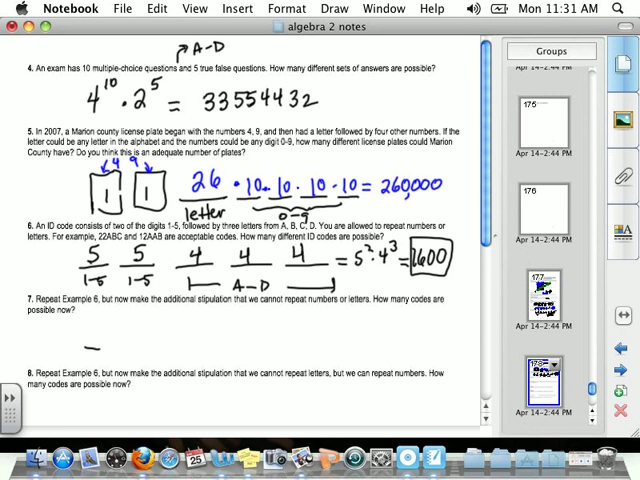 Notebook Edit View Insert Format Draw Window Help Mon 11:31 AM
algebra 2 notes
Groups
A-D
4. An exam has 10 multiple-choice questions and 5 true false questions. How many different sets of answers are possible?
4^10 · 2^5 = 33554432
5. In 2007, a Marion county license plate began with the numbers 4, 9, and then had a letter followed by four other numbers. If the
letter could be any letter in the alphabet and the numbers could be any digit 0-9, how many different license plates could Marion
County have? Do you think this is an adequate number of plates?
4 9
1 1 26 · 10 · 10 · 10 · 10 = 260,000
letter 0-9
6. An ID code consists of two of the digits 1-5, followed by three letters from A, B, C, D. You are allowed to repeat numbers or
letters. For example, 22ABC and 12AAB are acceptable codes. How many different ID codes are possible?
5 5 4 4 4 = 5² · 4³ = 1600
1-5 1-5 A-D
7. Repeat Example 6, but now make the additional stipulation that we cannot repeat numbers or letters. How many codes are
possible now?
8. Repeat Example 6, but now make the additional stipulation that we cannot repeat letters, but we can repeat numbers. How
many codes are possible now?
175
Apr 14-2:44 PM
176
Apr 14-2:44 PM
177
Apr 14-2:44 PM
178
Apr 14-2:44 PM
25